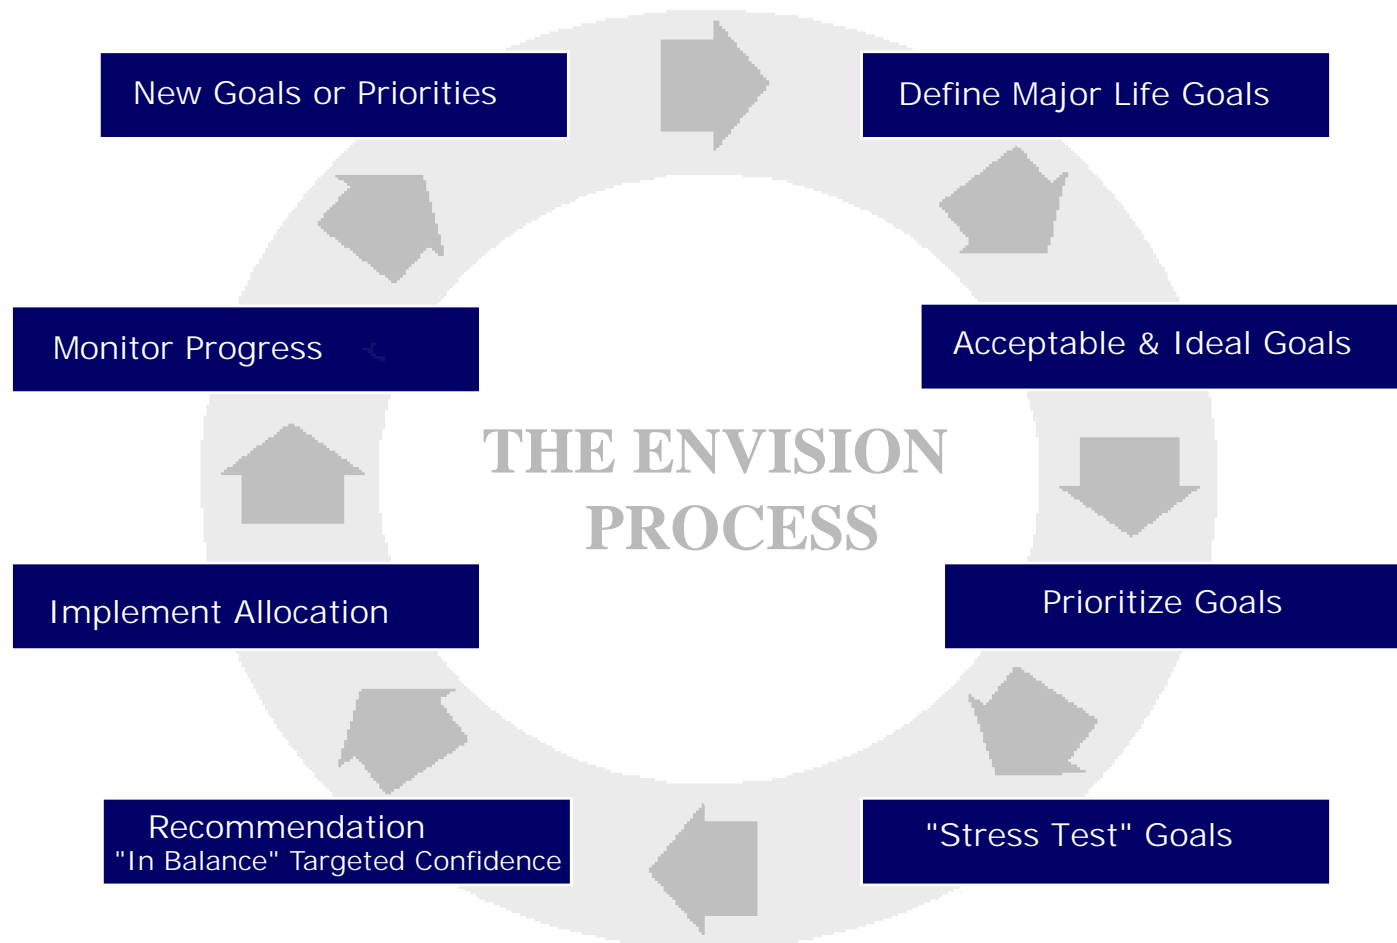 New Goals or Priorities
Define Major Life Goals
Monitor Progress
Acceptable & Ideal Goals
THE ENVISION
PROCESS
Implement Allocation
Prioritize Goals
Recommendation
"In Balance" Targeted Confidence
"Stress Test" Goals